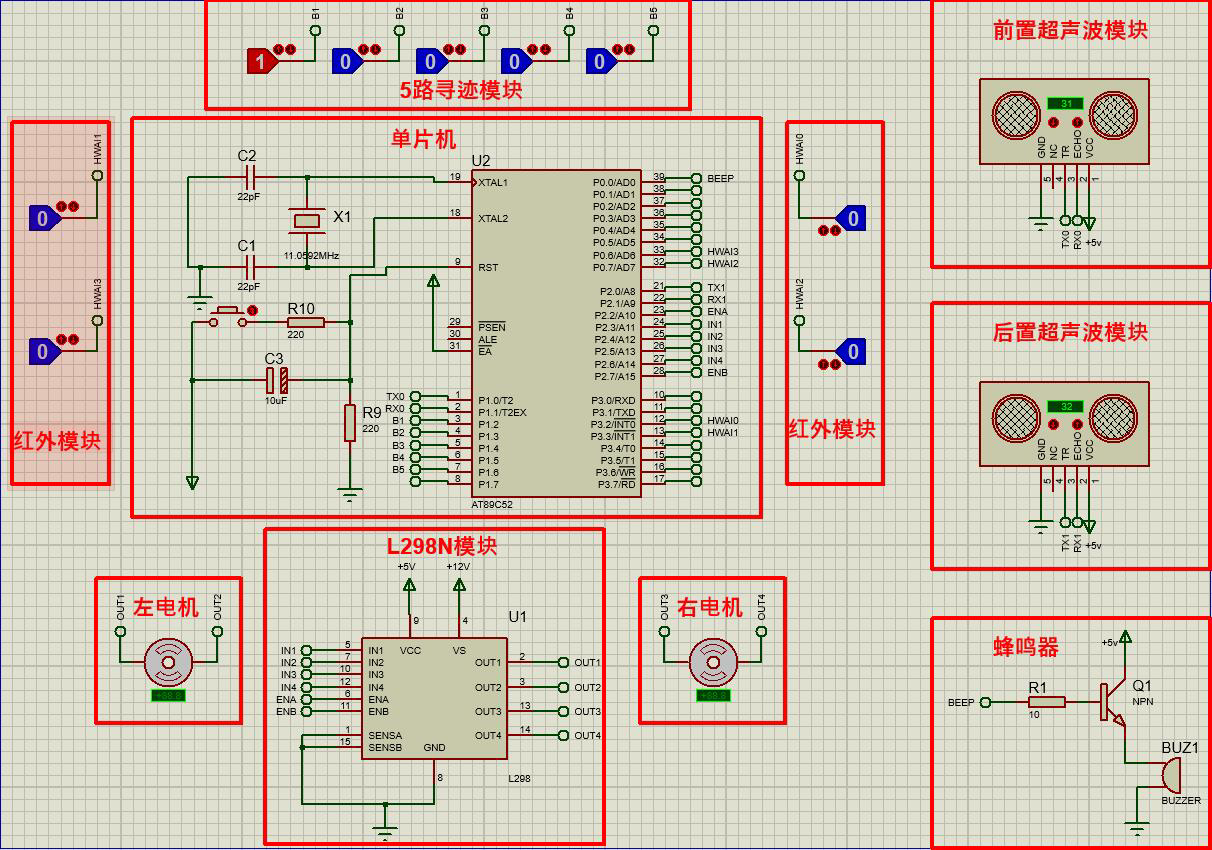 B1
B2
B3
B4
B5
1
0
0
0
0
5路寻迹模块
HWAI1
0
HWAI3
0
红外模块
单片机
U2
C2
22pF
X1
11.0592MHz
C1
22pF
R10
220
C3
10uF
R9
220
19
XTAL1
18
XTAL2
9
RST
29
PSEN
30
ALE
31
EA
TX0
1
P1.0/T2
RX0
2
P1.1/T2EX
B1
3
P1.2
B2
4
P1.3
B3
5
P1.4
B4
6
P1.5
B5
7
P1.6
8
P1.7
P0.0/AD0
39
BEEP
P0.1/AD1
38
P0.2/AD2
37
P0.3/AD3
36
P0.4/AD4
35
P0.5/AD5
34
P0.6/AD6
33
HWAI3
P0.7/AD7
32
HWAI2
P2.0/A8
21
TX1
P2.1/A9
22
RX1
P2.2/A10
23
ENA
P2.3/A11
24
IN1
P2.4/A12
25
IN2
P2.5/A13
26
IN3
P2.6/A14
27
IN4
P2.7/A15
28
ENB
P3.0/RXD
10
P3.1/TXD
11
P3.2/INT0
12
HWAI0
P3.3/INT1
13
HWAI1
P3.4/T0
14
P3.5/T1
15
P3.6/WR
16
P3.7/RD
17
AT89C52
HWAI0
0
HWAI2
0
红外模块
前置超声波模块
31
GND
NC
TR
ECHO
VCC
5
4
3
2
1
TX0
RX0
+5v
后置超声波模块
32
GND
NC
TR
ECHO
VCC
5
4
3
2
1
TX1
RX1
+5v
左电机
OUT1
OUT2
+88.8
L298N模块
+5V
+12V
U1
9
4
VCC
VS
IN1
5
IN1
IN2
7
IN2
IN3
10
IN3
IN4
12
IN4
ENA
6
ENA
ENB
11
ENB
1
SENSA
15
SENSB
GND
8
OUT1
2
OUT1
OUT2
3
OUT2
OUT3
13
OUT3
OUT4
14
OUT4
L298
右电机
OUT3
OUT4
+88.8
蜂鸣器
+5v
BEEP
R1
10
Q1
NPN
BUZ1
BUZZER